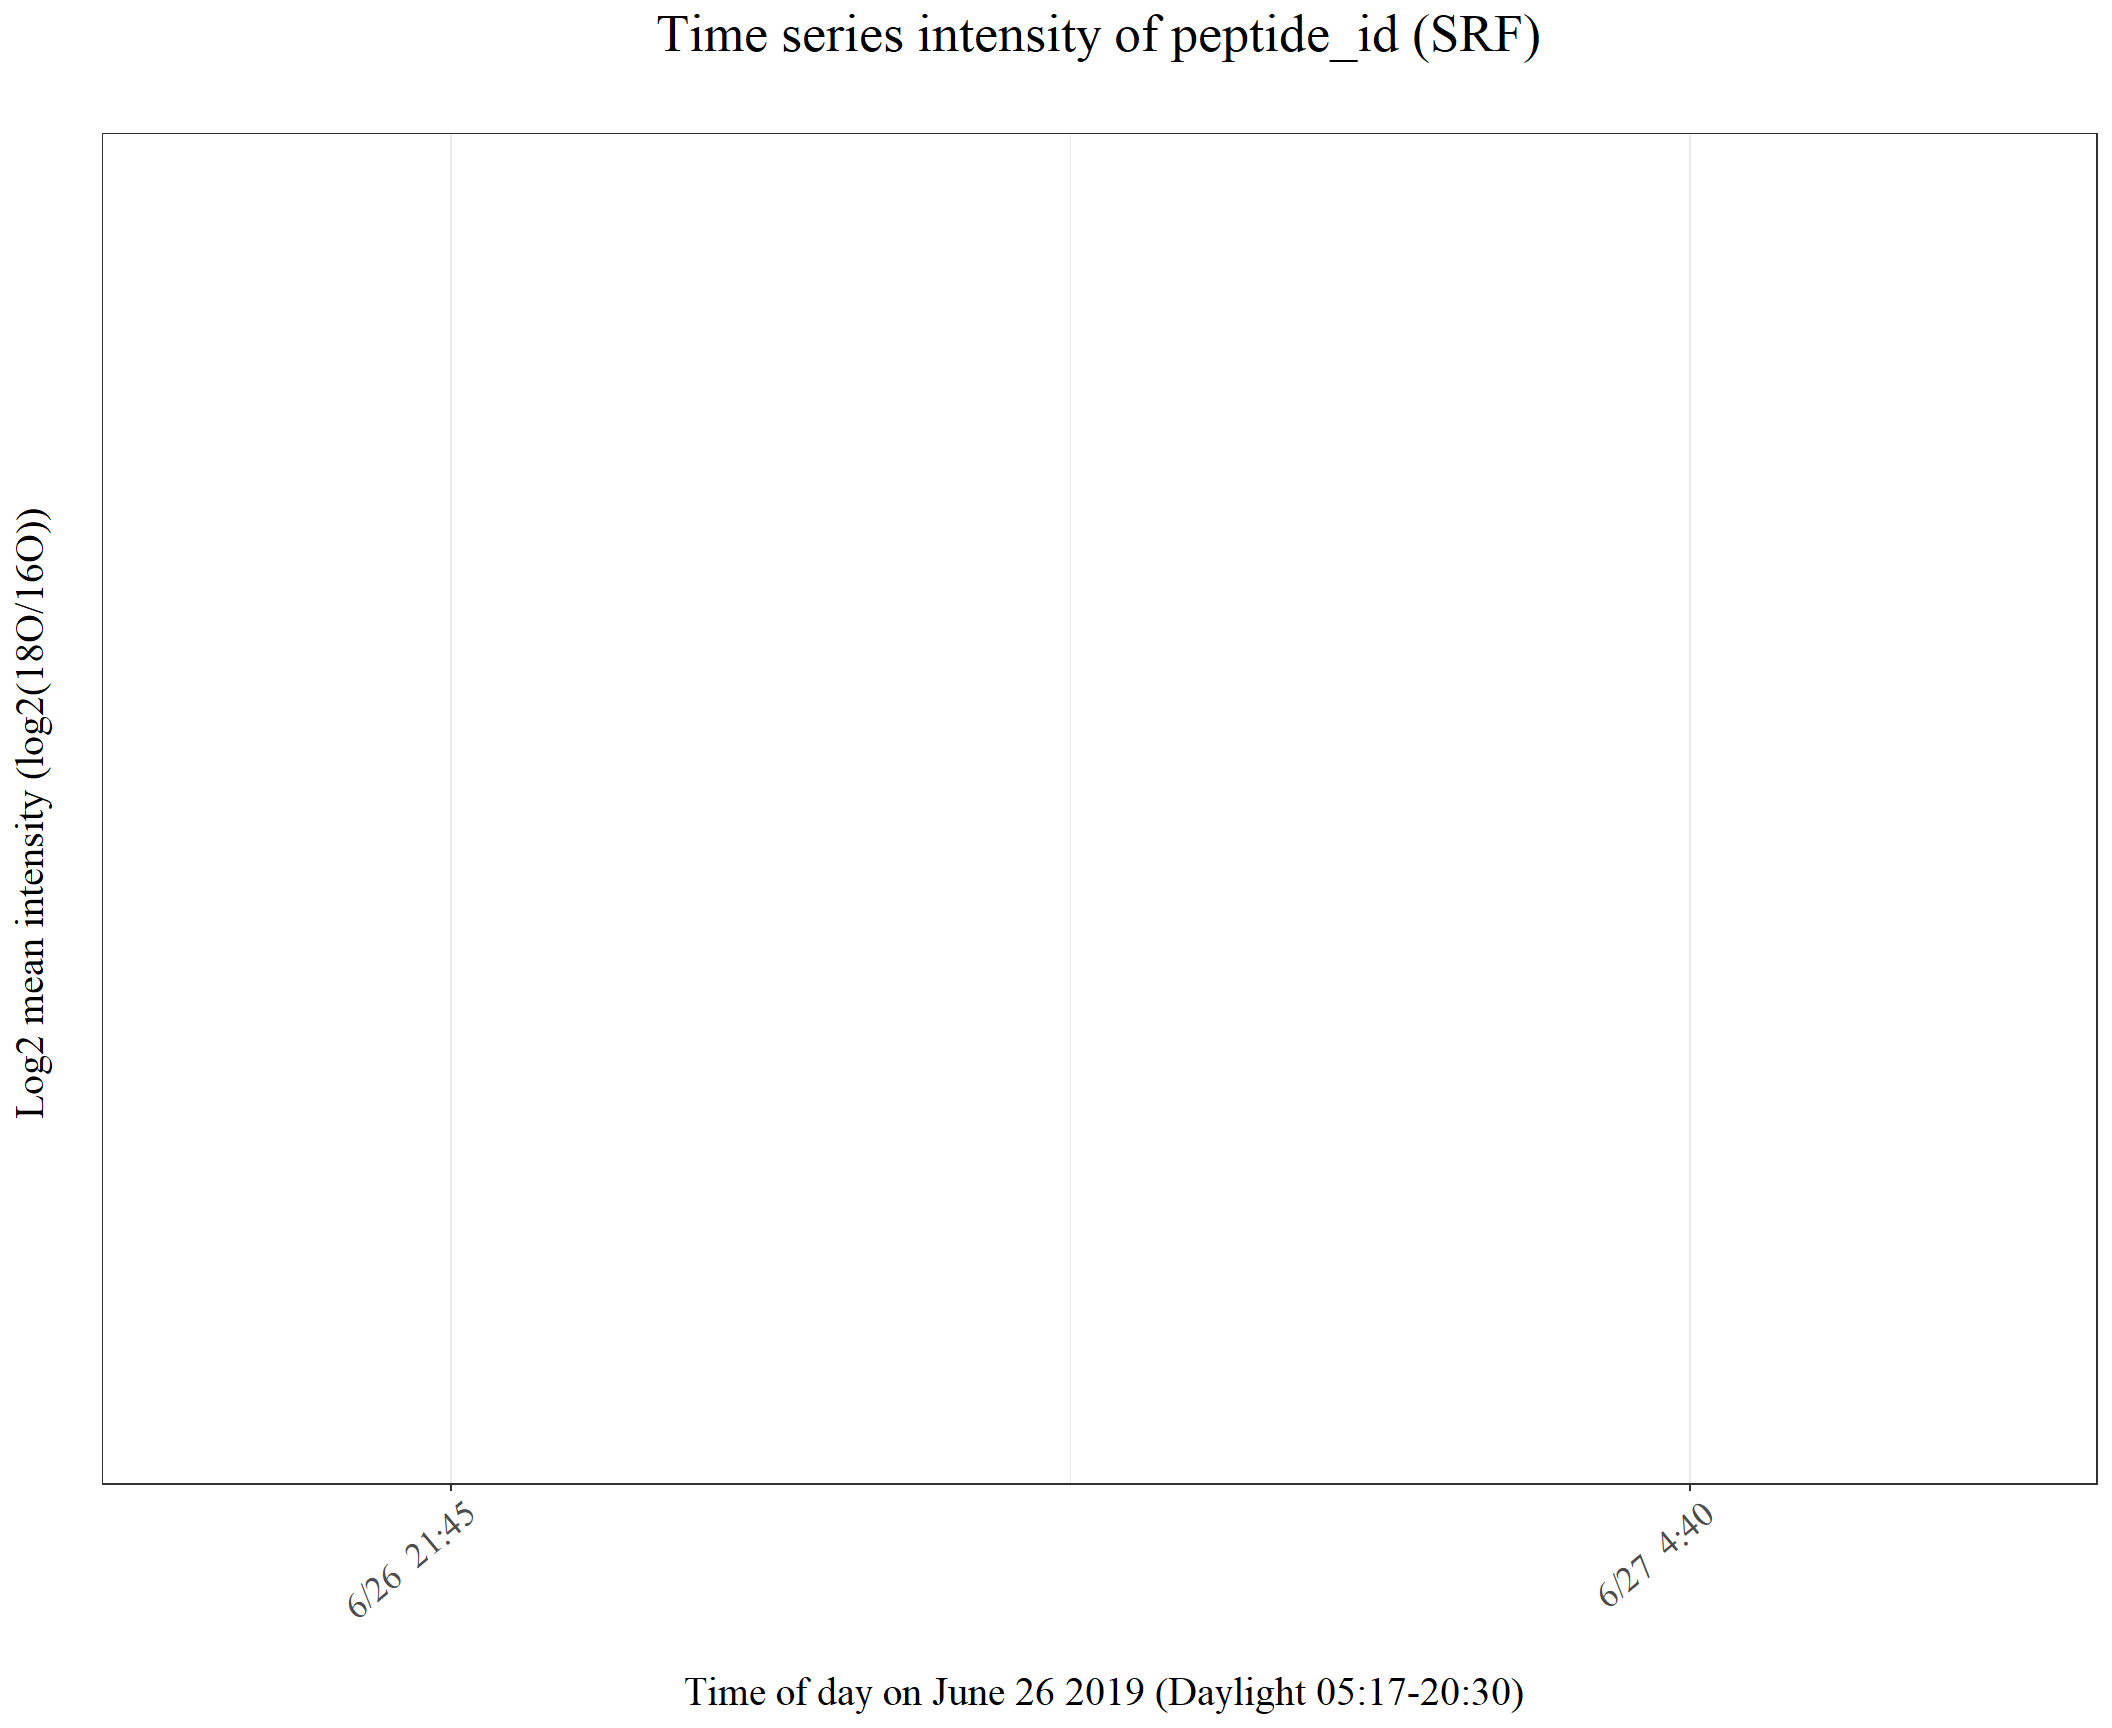 Time series intensity of peptide_id (SRF)
Log2 mean intensity (log2(18O/16O))
6/26 21:45
6/27 4:40
Time of day on June 26 2019 (Daylight 05:17-20:30)